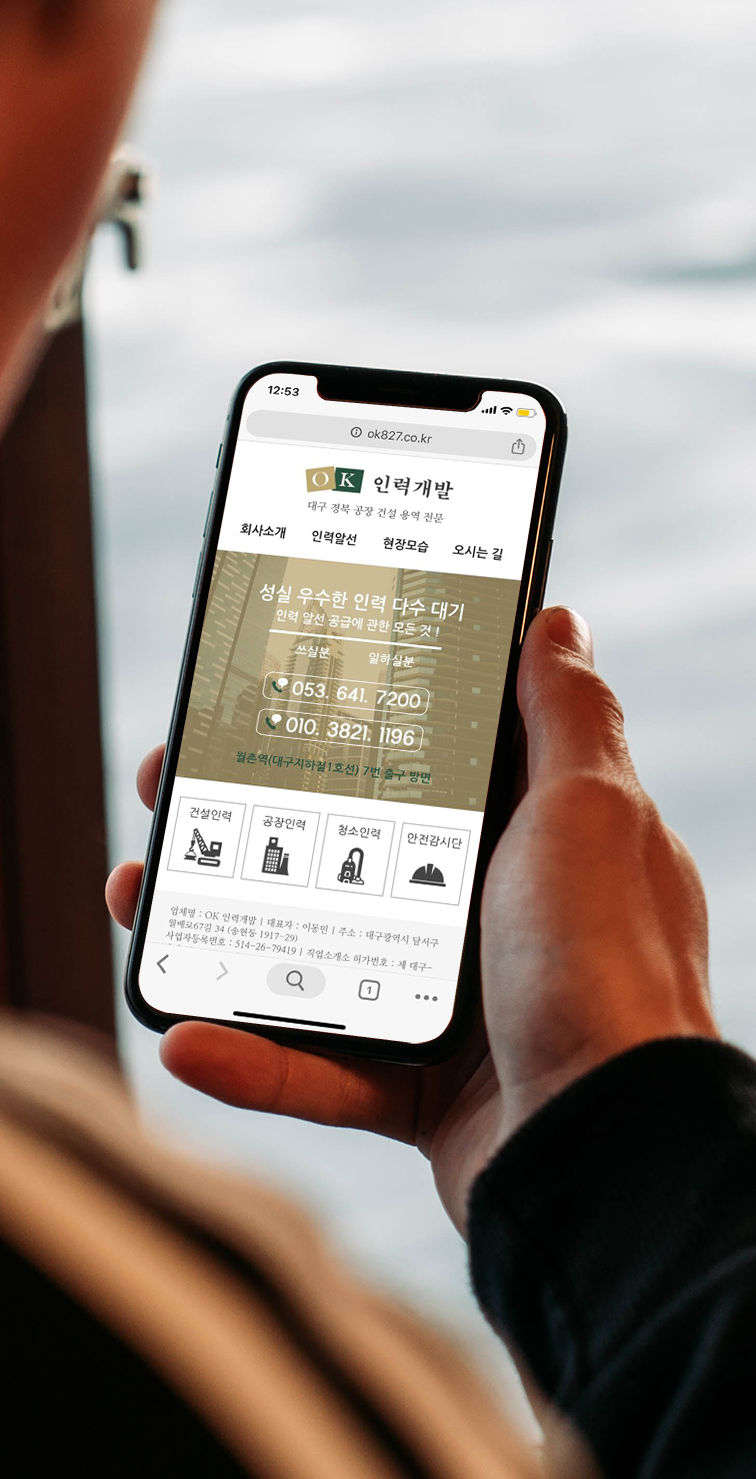 12:53
ok827.co.kr
OK 인력개발
대구 경북 공장 건설 용역 전문
회사소개 인력알선 현장모습 오시는 길
성실 우수한 인력 다수 대기
인력 알선 공급에 관한 모든 것 !
쓰실분 일하실분
053. 641. 7200
010. 3821. 1196
월촌역(대구지하철1호선) 7번 출구 방면
건설인력 공장인력 청소인력 안전감시단
업체명 : OK 인력개발 | 대표자 : 이동민 | 주소 : 대구광역시 달서구
월배로67길 34 (송현동 1917-29)
사업자등록번호 : 514-26-79419 | 직업소개소 허가번호 : 제 대구-
1